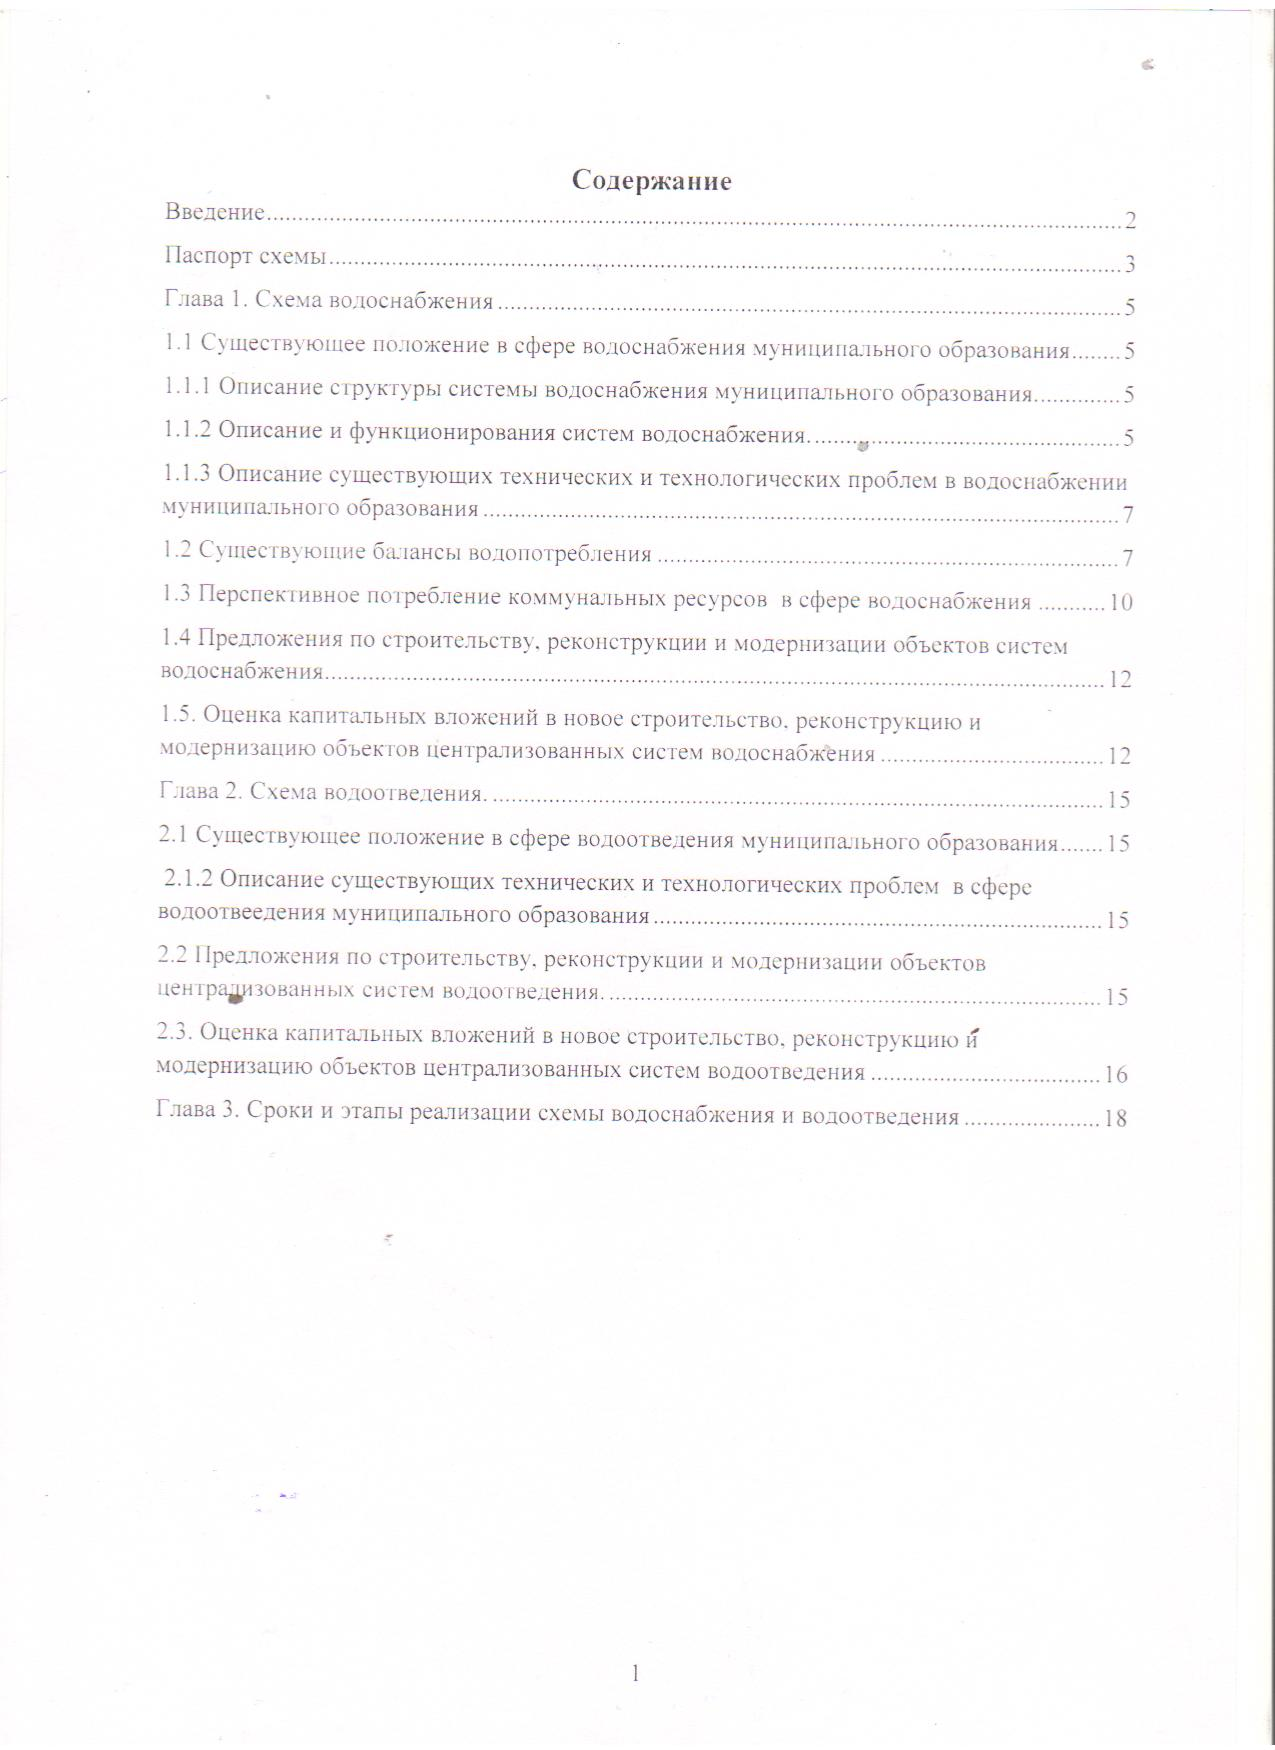 Содержание
Введение........................................................................................................................................2
Паспорт схемы..............................................................................................................................3
Глава 1. Схема водоснабжения....................................................................................................5
1.1 Существующее положение в сфере водоснабжения муниципального образования........5
1.1.1 Описание структуры системы водоснабжения муниципального образования..............5
1.1.2 Описание и функционирования систем водоснабжения..................................................5
1.1.3 Описание существующих технических и технологических проблем в водоснабжении
муниципального образования......................................................................................................7
1.2 Существующие балансы водопотребления..........................................................................7
1.3 Перспективное потребление коммунальных ресурсов  в сфере водоснабжения ...........10
1.4 Предложения по строительству, реконструкции и модернизации объектов систем
водоснабжения.............................................................................................................................12
1.5. Оценка капитальных вложений в новое строительство, реконструкцию и
модернизацию объектов централизованных систем водоснабжения ....................................12
Глава 2. Схема водоотведения....................................................................................................15
2.1 Существующее положение в сфере водоотведения муниципального образования.......15
2.1.2 Описание существующих технических и технологических проблем  в сфере
водоотвеедения муниципального образования........................................................................15
2.2 Предложения по строительству, реконструкции и модернизации объектов
централизованных систем водоотведения................................................................................15
2.3. Оценка капитальных вложений в новое строительство, реконструкцию и
модернизацию объектов централизованных систем водоотведения .....................................16
Глава 3. Сроки и этапы реализации схемы водоснабжения и водоотведения ......................18
1